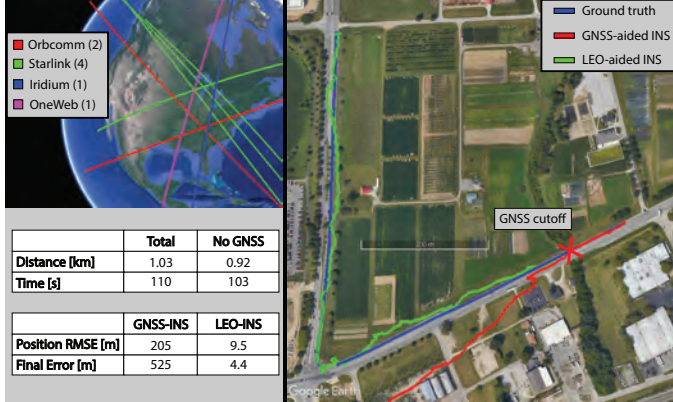 Orbcomm (2)
Starlink (4)
Iridium (1)
OneWeb (1)
Total No GNSS
Distance [km] 1.03 0.92
Time [s] 110 103
GNSS-INS LEO-INS
Position RMSE [m] 205 9.5
Final Error [m] 525 4.4
Ground truth
GNSS-aided INS
LEO-aided INS
GNSS cutoff
Google Earth